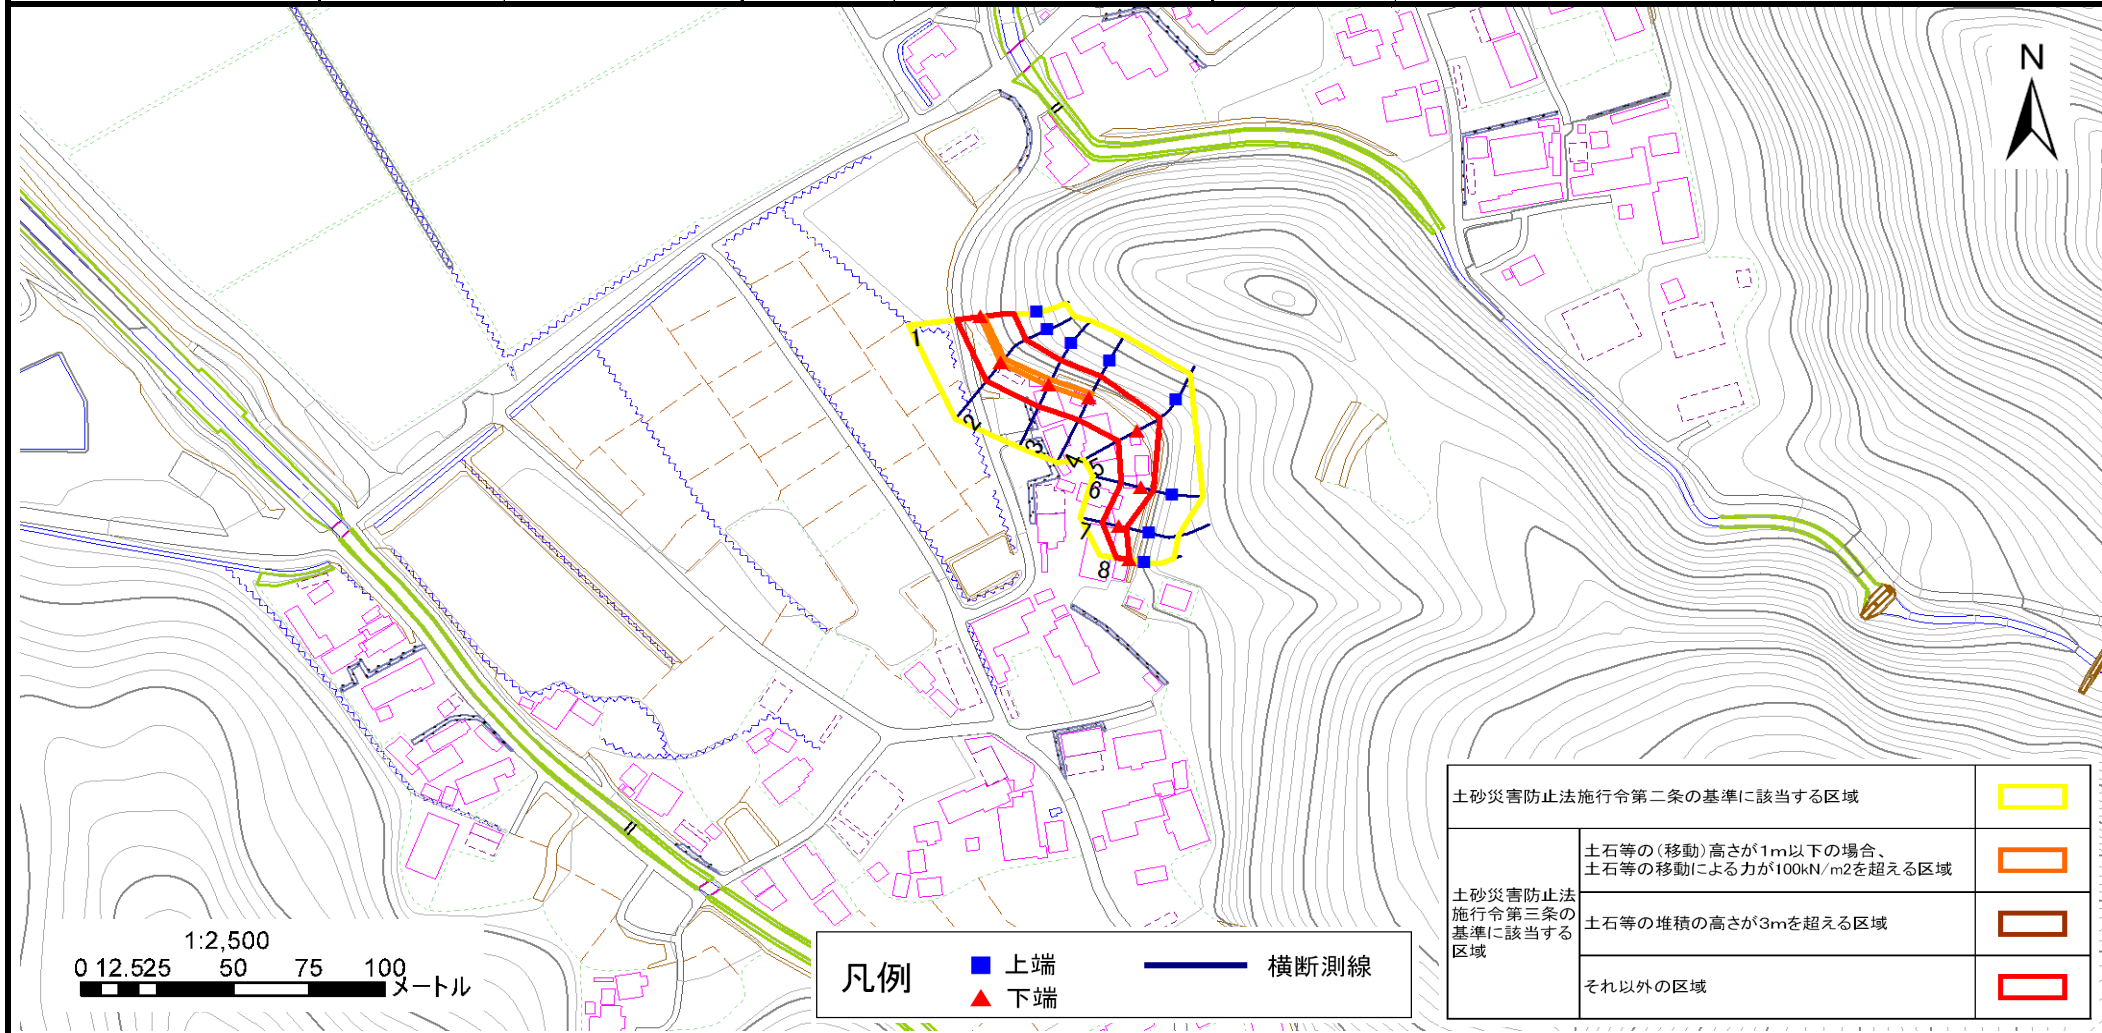 N
1
2
3
4
5
6
7
8
1:2,500
0 12.525 50 75 100
メートル
凡例
上端
下端
横断測線
土砂災害防止法施行令第二条の基準に該当する区域
土砂災害防止法
施行令第三条の
基準に該当する
区域
土石等の(移動)高さが1m以下の場合、
土石等の移動による力が100kN/m2を超える区域
土石等の堆積の高さが3mを超える区域
それ以外の区域